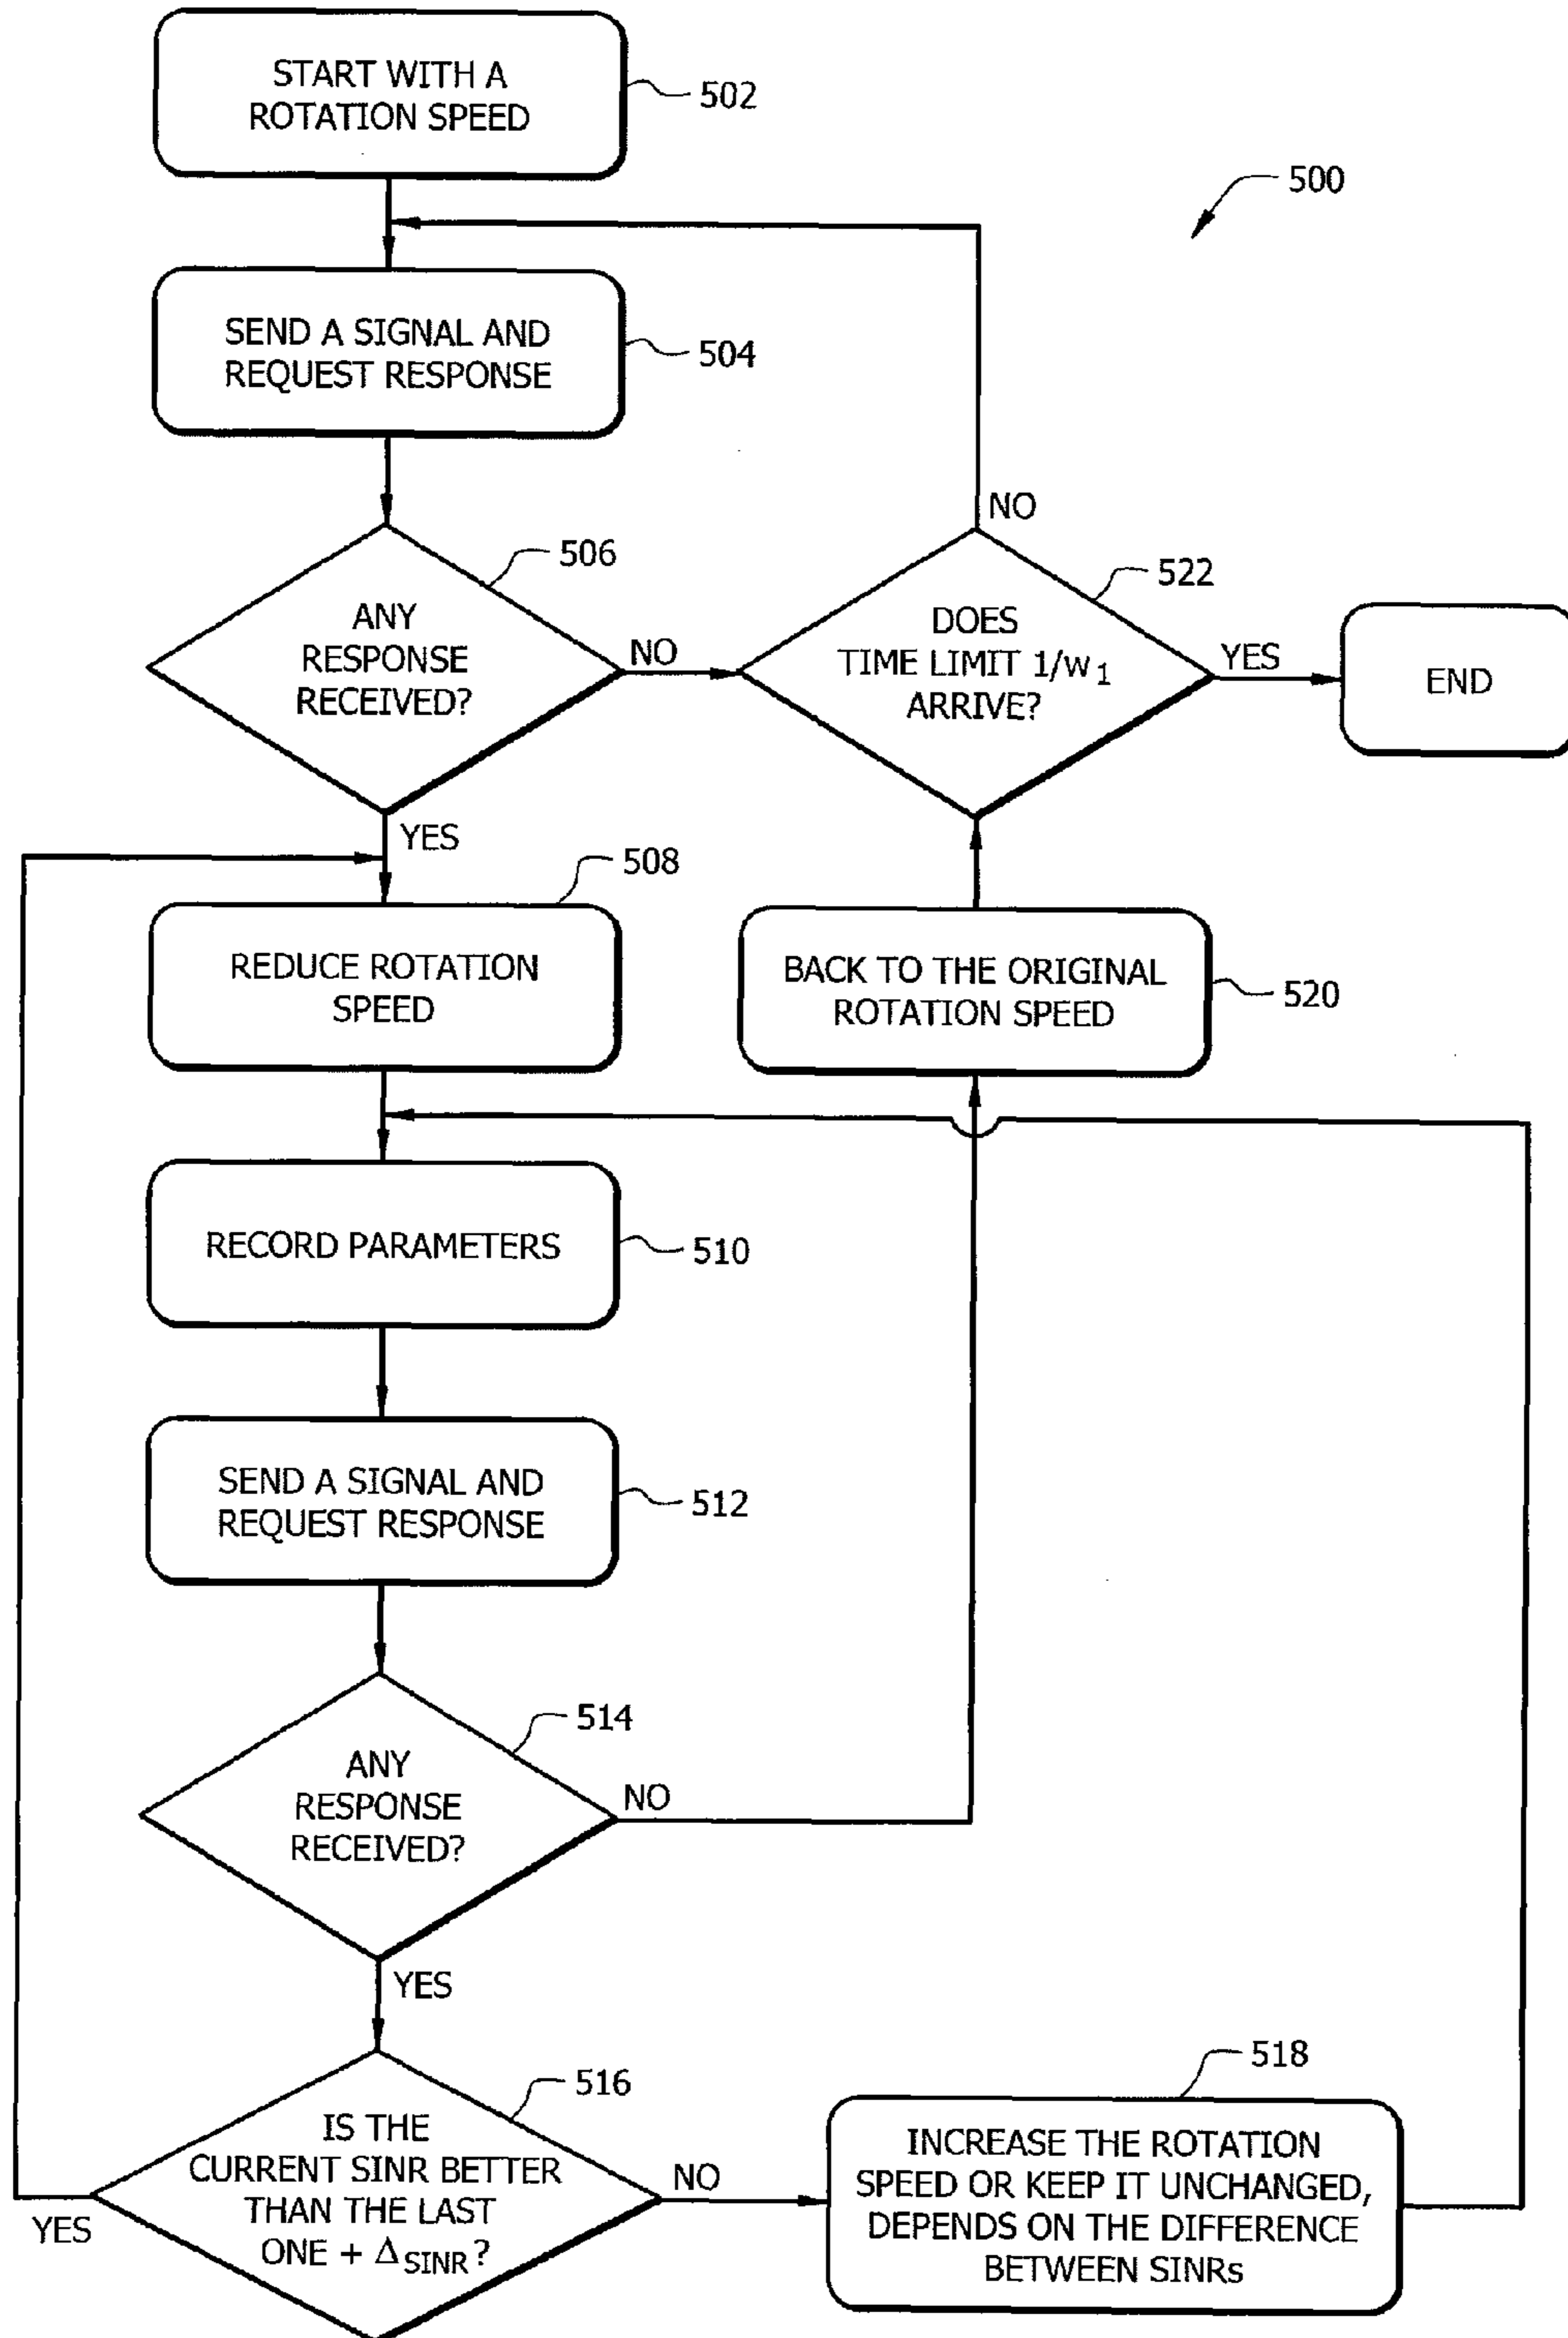 START WITH A
ROTATION SPEED
502
500
SEND A SIGNAL AND
REQUEST RESPONSE
504
ANY
RESPONSE
RECEIVED?
506
NO
YES
DOES
TIME LIMIT 1/w₁
ARRIVE?
522
NO
YES
END
REDUCE ROTATION
SPEED
508
BACK TO THE ORIGINAL
ROTATION SPEED
520
RECORD PARAMETERS
510
SEND A SIGNAL AND
REQUEST RESPONSE
512
ANY
RESPONSE
RECEIVED?
514
NO
YES
IS THE
CURRENT SINR BETTER
THAN THE LAST
ONE + Δ_SINR?
516
YES
NO
INCREASE THE ROTATION
SPEED OR KEEP IT UNCHANGED,
DEPENDS ON THE DIFFERENCE
BETWEEN SINRs
518